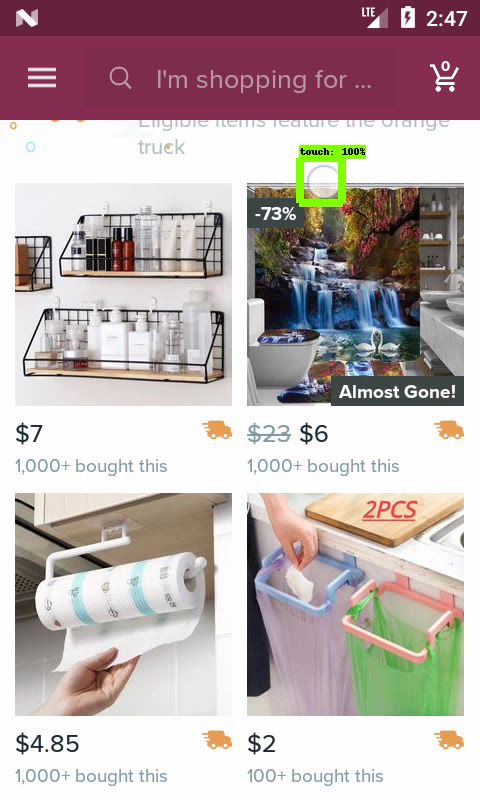 LTE 2:47
0
I'm shopping for ...
Eligible items feature the orange
truck
touch: 100%
-73%
Almost Gone!
$7
$23 $6
1,000+ bought this
1,000+ bought this
2PCS
$4.85
$2
1,000+ bought this
100+ bought this